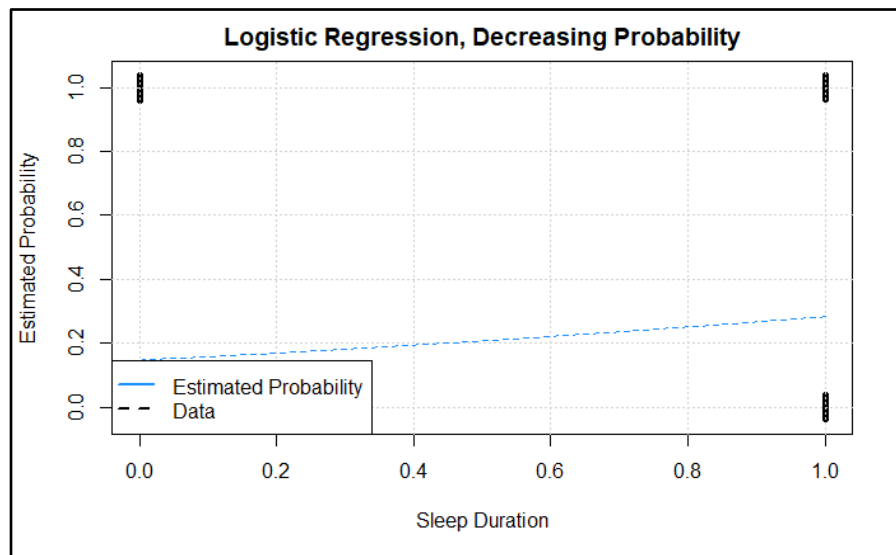 Logistic Regression, Decreasing Probability
Estimated Probability
1.0
0.8
0.6
0.4
0.2
0.0
Estimated Probability
Data
0.0 0.2 0.4 0.6 0.8 1.0
Sleep Duration